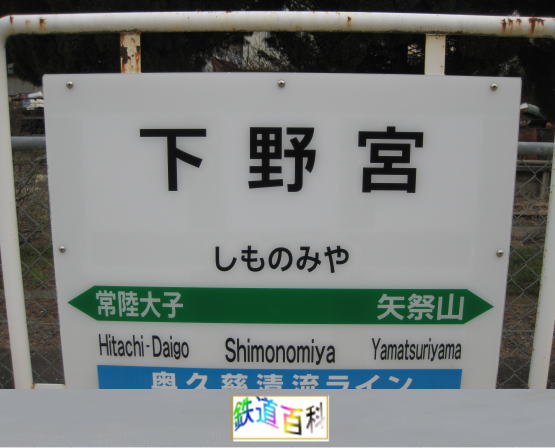 下野宮
しものみや
常陸大子 矢祭山
Hitachi-Daigo Shimonomiya Yamatsuriyama
奥久慈清流ライン
鉄道百科